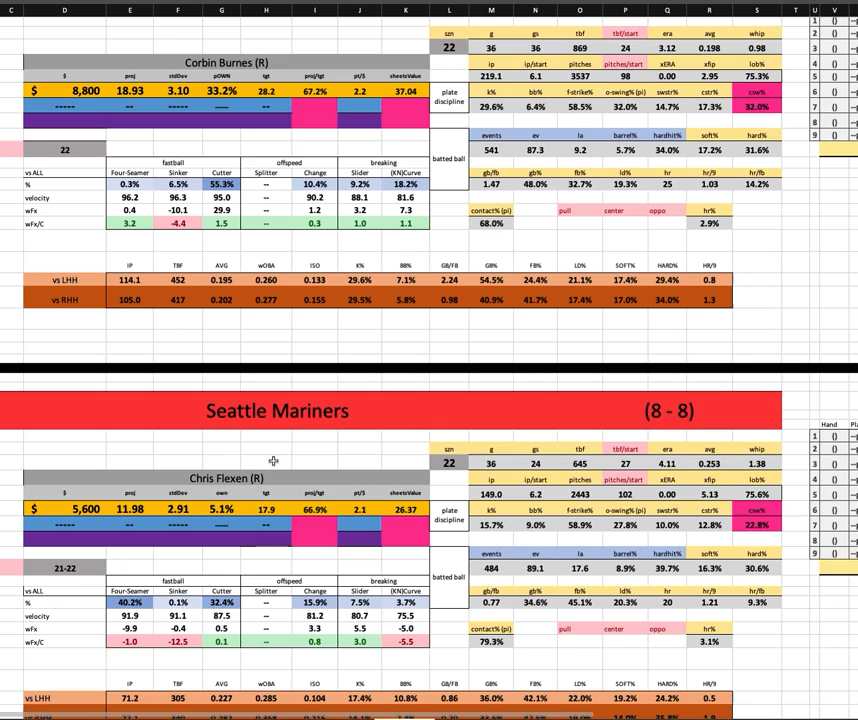 C D E F G H I J K L M N O P Q R S T U V
1
szn g gs tbf tbf/start era avg whip 2 ()
22 36 36 869 24 3.12 0.198 0.98 3 ()
Corbin Burnes (R) ip ip/start pitches pitches/start xERA xfip lob% 4 ()
$ proj stdDev pOWN tgt proj/tgt pt/$ sheetsValue 219.1 6.1 3537 98 0.00 2.95 75.3% 5 ()
$ 8,800 18.93 3.10 33.2% 28.2 67.2% 2.2 37.04 plate discipline k% bb% f-strike% o-swing% (pi) swstr% cstr% csw% 6 ()
----- -- ----- ---- -- 29.6% 6.4% 58.5% 32.0% 14.7% 17.3% 32.0% 7 ()
8 ()
events ev la barrel% hardhit% soft% hard% 9 ()
22 batted ball 541 87.3 9.2 5.7% 34.0% 17.2% 31.6%
fastball offspeed breaking
vs ALL Four-Seamer Sinker Cutter Splitter Change Slider (KN)Curve gb/fb gb% fb% ld% hr hr/9 hr/fb
% 0.3% 6.5% 55.3% -- 10.4% 9.2% 18.2% 1.47 48.0% 32.7% 19.3% 25 1.03 14.2%
velocity 96.2 96.3 95.0 -- 90.2 88.1 81.6
wFx 0.4 -10.1 29.9 -- 1.2 3.2 7.3 contact% (pi) pull center oppo hr%
wFx/C 3.2 -4.4 1.5 -- 0.3 1.0 1.1 68.0% 2.9%
IP TBF AVG wOBA ISO K% BB% GB/FB GB% FB% LD% SOFT% HARD% HR/9
vs LHH 114.1 452 0.195 0.260 0.133 29.6% 7.1% 2.24 54.5% 24.4% 21.1% 17.4% 29.4% 0.8
vs RHH 105.0 417 0.202 0.277 0.155 29.5% 5.8% 0.98 40.9% 41.7% 17.4% 17.0% 34.0% 1.3
Seattle Mariners (8 - 8)
Hand
1 ()
szn g gs tbf tbf/start era avg whip 2 ()
22 36 24 645 27 4.11 0.253 1.38 3 ()
Chris Flexen (R) ip ip/start pitches pitches/start xERA xfip lob% 4 ()
$ proj stdDev own tgt proj/tgt pt/$ sheetsValue 149.0 6.2 2443 102 0.00 5.13 75.6% 5 ()
$ 5,600 11.98 2.91 5.1% 17.9 66.9% 2.1 26.37 plate discipline k% bb% f-strike% o-swing% (pi) swstr% cstr% csw% 6 ()
----- -- ----- -- -- 15.7% 9.0% 58.9% 27.8% 10.0% 12.8% 22.8% 7 ()
8 ()
events ev la barrel% hardhit% soft% hard% 9 ()
21-22 batted ball 484 89.1 17.6 8.9% 39.7% 16.3% 30.6%
fastball offspeed breaking
vs ALL Four-Seamer Sinker Cutter Splitter Change Slider (KN)Curve gb/fb gb% fb% ld% hr hr/9 hr/fb
% 40.2% 0.1% 32.4% -- 15.9% 7.5% 3.7% 0.77 34.6% 45.1% 20.3% 20 1.21 9.3%
velocity 91.9 91.1 87.5 -- 81.2 80.7 75.5
wFx -9.9 -0.4 0.5 -- 3.3 5.5 -5.0 contact% (pi) pull center oppo hr%
wFx/C -1.0 -12.5 0.1 -- 0.8 3.0 -5.5 79.3% 3.1%
IP TBF AVG wOBA ISO K% BB% GB/FB GB% FB% LD% SOFT% HARD% HR/9
vs LHH 71.2 305 0.227 0.285 0.104 17.4% 10.8% 0.86 36.0% 42.1% 22.0% 19.2% 24.2% 0.5
vs RHH